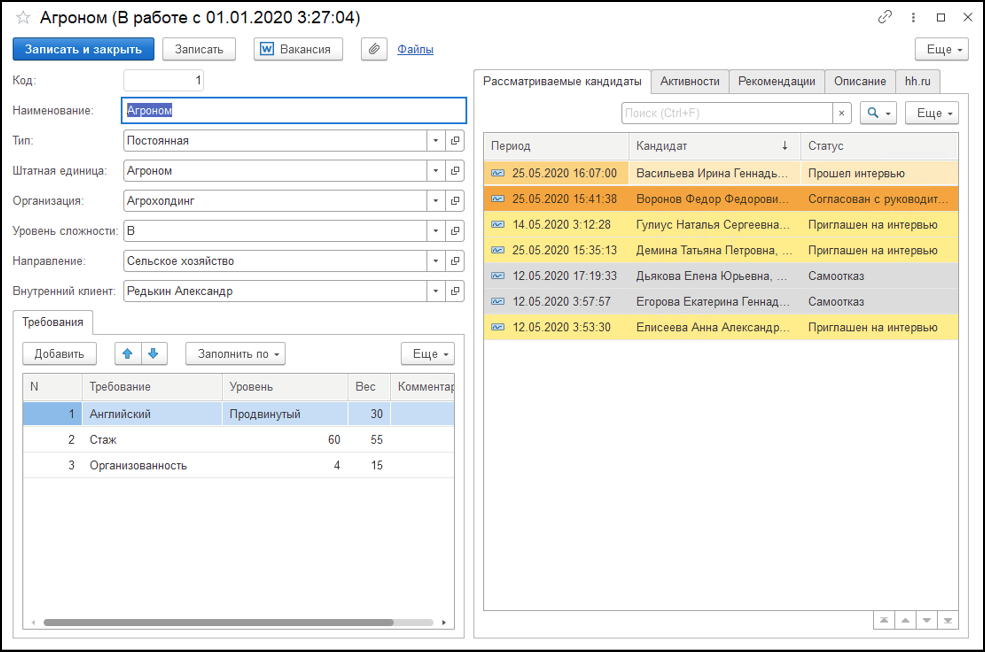 Агроном (В работе с 01.01.2020 3:27:04)
Записать и закрыть
Записать
W Вакансия
Файлы
Еще
Код: 1
Наименование: Агроном
Тип: Постоянная
Штатная единица: Агроном
Организация: Агрохолдинг
Уровень сложности: B
Направление: Сельское хозяйство
Внутренний клиент: Редькин Александр
Требования
Добавить
Заполнить по
Еще
N Требование Уровень Вес Комментар
1 Английский Продвинутый 30
2 Стаж 60 55
3 Организованность 4 15
Рассматриваемые кандидаты Активности Рекомендации Описание hh.ru
Поиск (Ctrl+F) ×
Еще
Период Кандидат ↓ Статус
25.05.2020 16:07:00 Васильева Ирина Геннадь... Прошел интервью
25.05.2020 15:41:38 Воронов Федор Федорови... Согласован с руководит...
14.05.2020 3:12:28 Гулиус Наталья Сергеевна... Приглашен на интервью
25.05.2020 15:35:13 Демина Татьяна Петровна, ... Приглашен на интервью
12.05.2020 17:19:33 Дьякова Елена Юрьевна, ... Самоотказ
12.05.2020 3:57:57 Егорова Екатерина Геннад... Самоотказ
12.05.2020 3:53:30 Елисеева Анна Александр... Приглашен на интервью